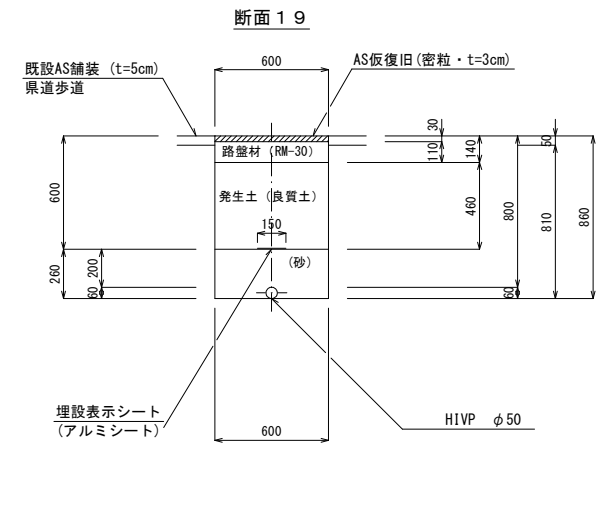 断面19
600
既設AS舗装 (t=5cm)
県道歩道
AS仮復旧(密粒・t=3cm)
30
50
路盤材 (RM-30)
110
140
600
発生土 (良質土)
460
800
810
860
150
(砂)
260
200
60
60
埋設表示シート
(アルミシート)
HIVP φ50
600